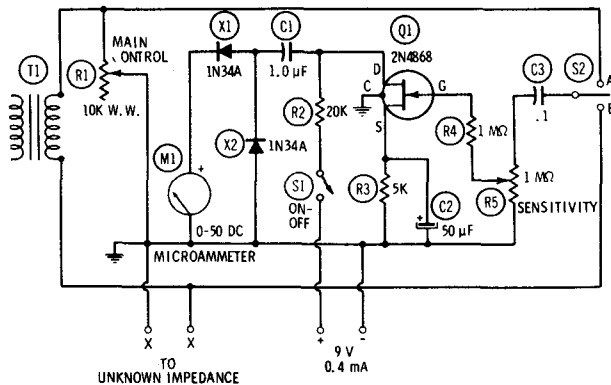 X1
C1
Q1
2N4868
T1
R1
MAIN
CONTROL
1N34A
1.0 µF
D
C
G
S
C3
S2
A
B
.1
10K W.W.
R2
20K
X2
1N34A
R4
1 MΩ
M1
+
S1
ON-
OFF
R3
5K
C2
+
50 µF
R5
1 MΩ
SENSITIVITY
0-50 DC
MICROAMMETER
X
X
+
-
TO
UNKNOWN IMPEDANCE
9 V
0.4 mA